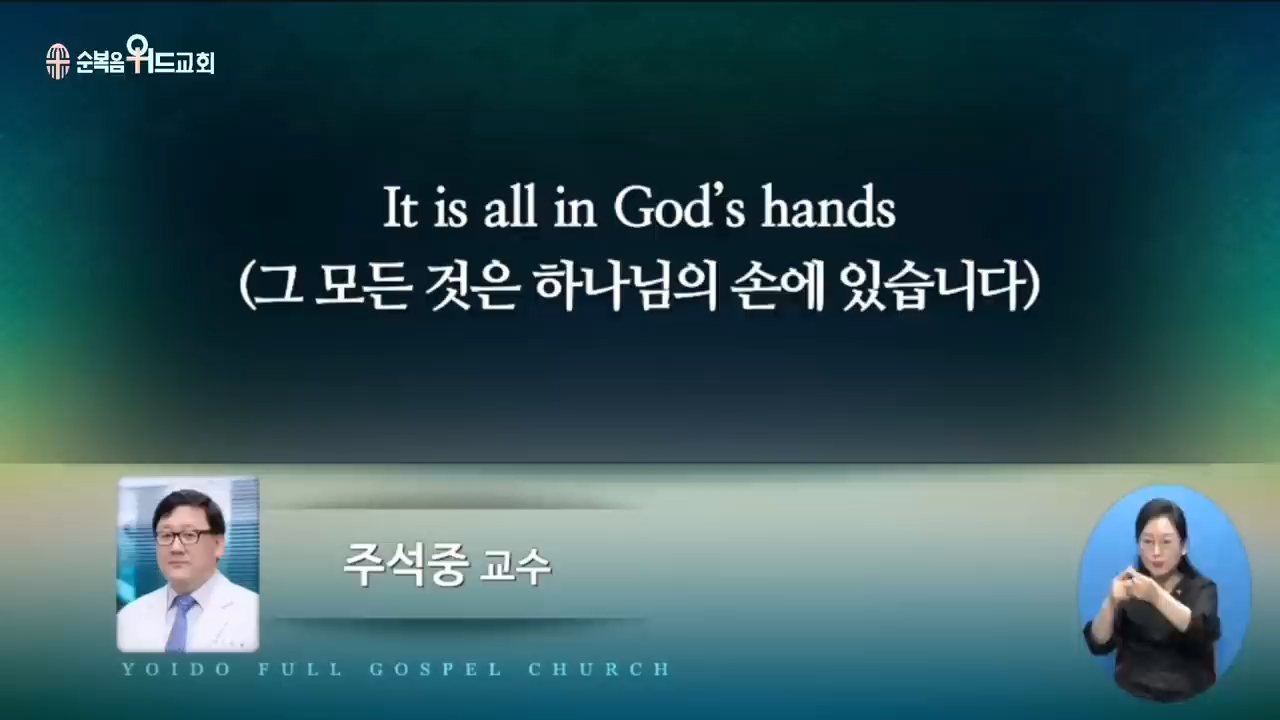 순복음위드교회
It is all in God's hands
(그 모든 것은 하나님의 손에 있습니다)
주석중 교수
YOIDO FULL GOSPEL CHURCH